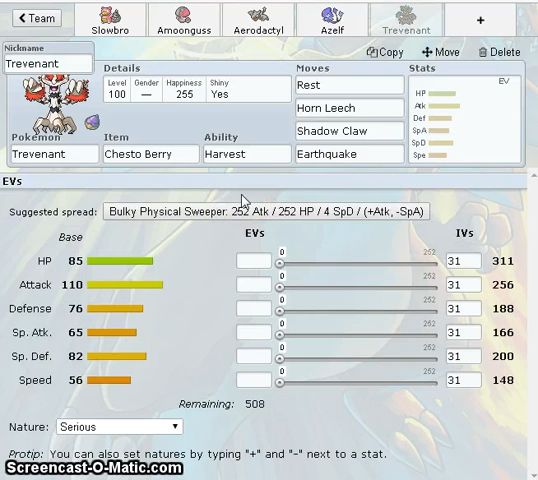 Team
Slowbro Amoonguss Aerodactyl Azelf Trevenant +
Copy Move Delete
Nickname
Trevenant
Details
Level Gender Happiness Shiny
100 — 255 Yes
Pokémon Item Ability
Trevenant Chesto Berry Harvest
Moves
Rest
Horn Leech
Shadow Claw
Earthquake
Stats
EV
HP
Atk
Def
SpA
SpD
Spe
EVs
Suggested spread: Bulky Physical Sweeper: 252 Atk / 252 HP / 4 SpD / (+Atk, -SpA)
Base EVs IVs
HP 85 0 252 31 311
Attack 110 0 252 31 256
Defense 76 0 252 31 188
Sp. Atk. 65 0 252 31 166
Sp. Def. 82 0 252 31 200
Speed 56 0 252 31 148
Remaining: 508
Nature: Serious
Protip: You can also set natures by typing "+" and "-" next to a stat.
Screencast-O-Matic.com